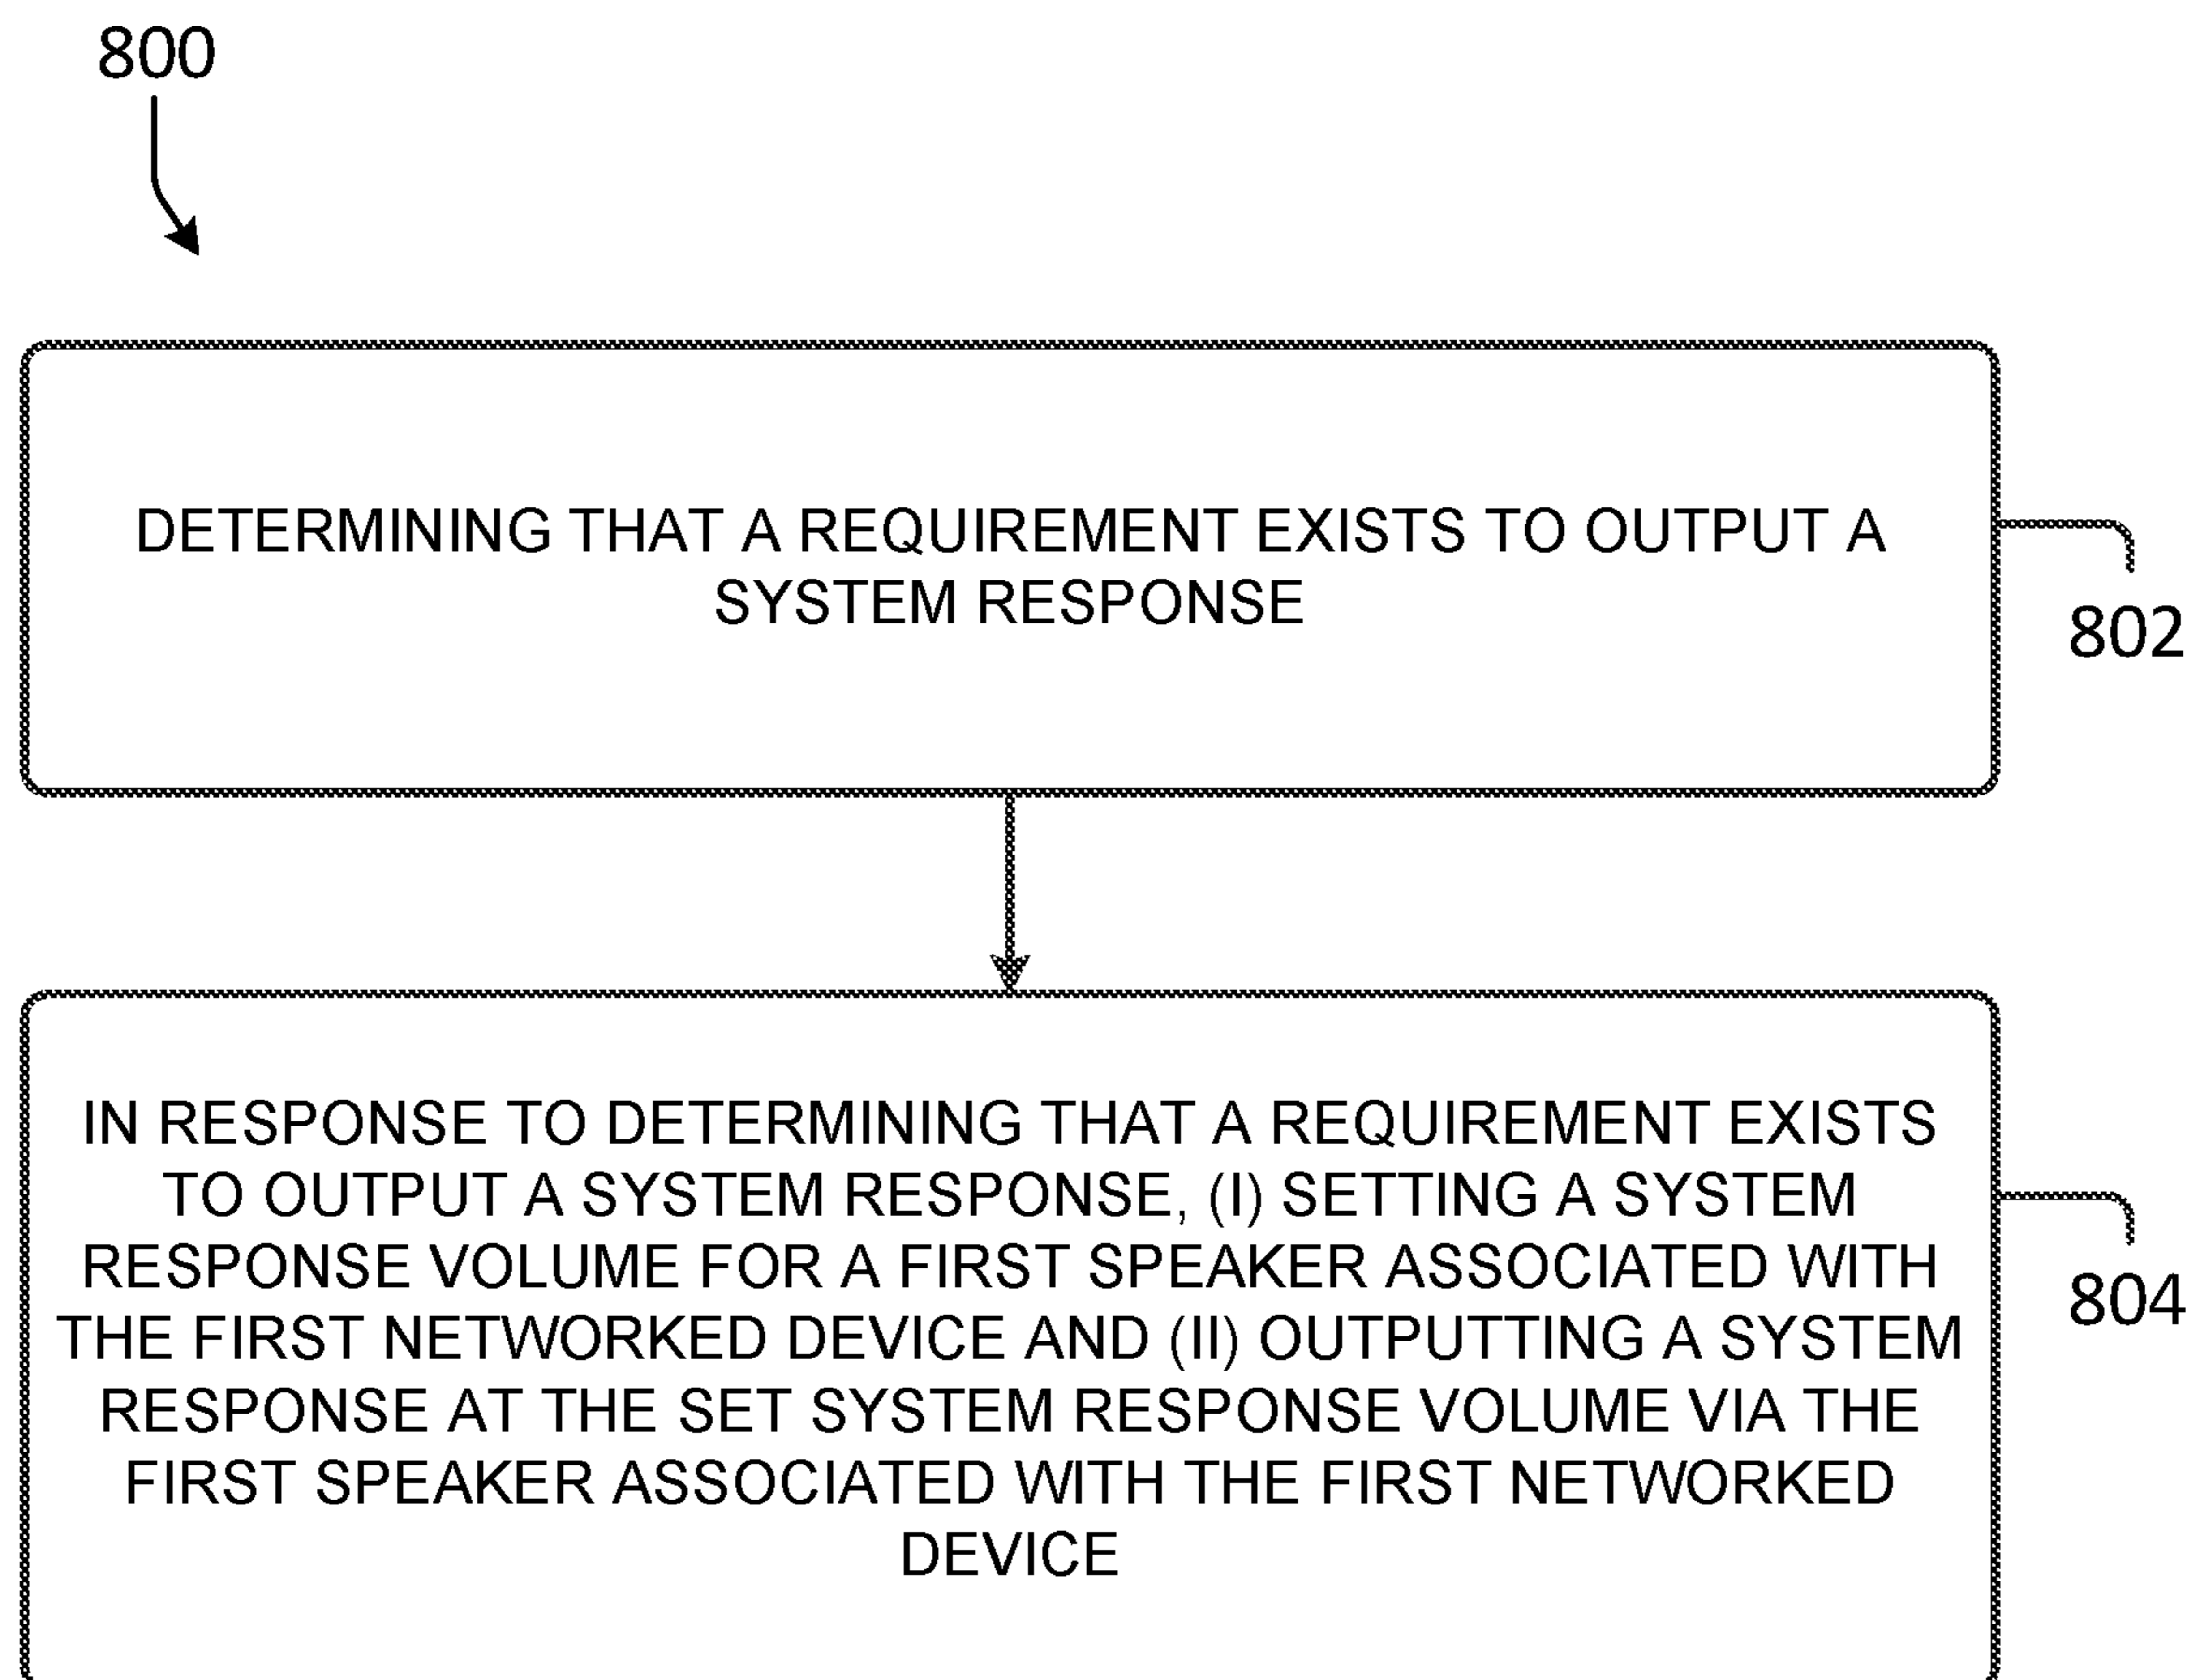 800
DETERMINING THAT A REQUIREMENT EXISTS TO OUTPUT A
SYSTEM RESPONSE
802
IN RESPONSE TO DETERMINING THAT A REQUIREMENT EXISTS
TO OUTPUT A SYSTEM RESPONSE, (I) SETTING A SYSTEM
RESPONSE VOLUME FOR A FIRST SPEAKER ASSOCIATED WITH
THE FIRST NETWORKED DEVICE AND (II) OUTPUTTING A SYSTEM
RESPONSE AT THE SET SYSTEM RESPONSE VOLUME VIA THE
FIRST SPEAKER ASSOCIATED WITH THE FIRST NETWORKED
DEVICE
804